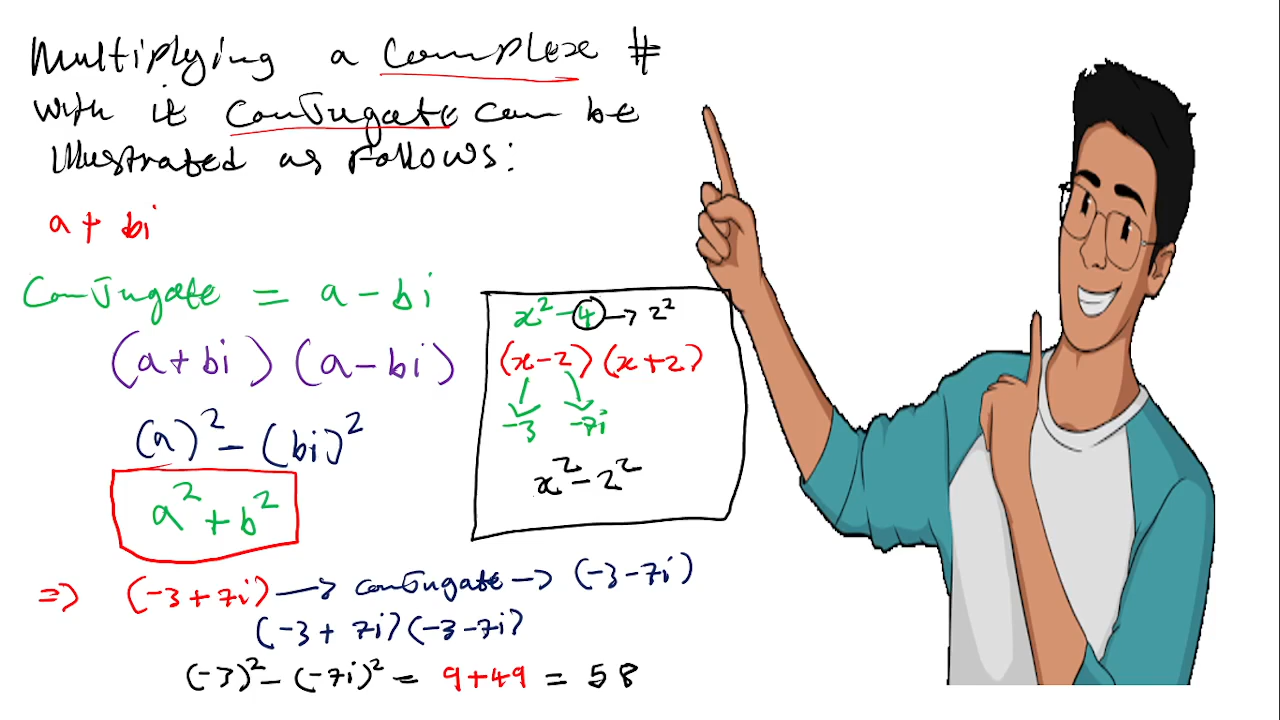 Multiplying a complex #
with it conjugate can be
illustrated as follows:
a + bi
Conjugate = a - bi
(a + bi) (a - bi)
(a)² - (bi)²
a² + b²
x² - 4 → 2²
(x - 2) (x + 2)
-3 -7i
x² - 2²
=> (-3 + 7i) → conjugate → (-3 - 7i)
(-3 + 7i) (-3 - 7i)
(-3)² - (-7i)² = 9 + 49 = 58